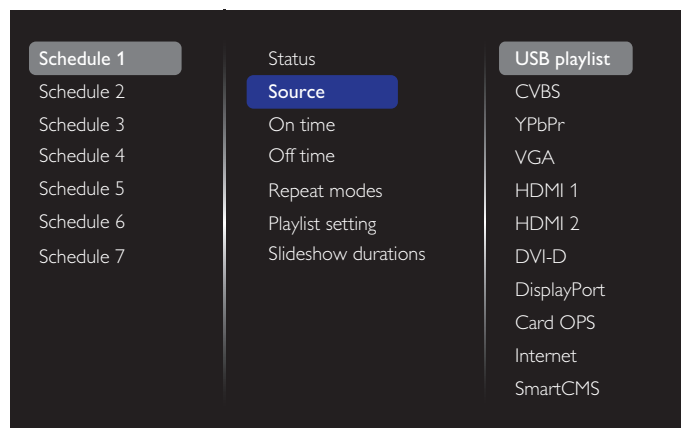 Schedule 1
Schedule 2
Schedule 3
Schedule 4
Schedule 5
Schedule 6
Schedule 7
Status
Source
On time
Off time
Repeat modes
Playlist setting
Slideshow durations
USB playlist
CVBS
YPbPr
VGA
HDMI 1
HDMI 2
DVI-D
DisplayPort
Card OPS
Internet
SmartCMS